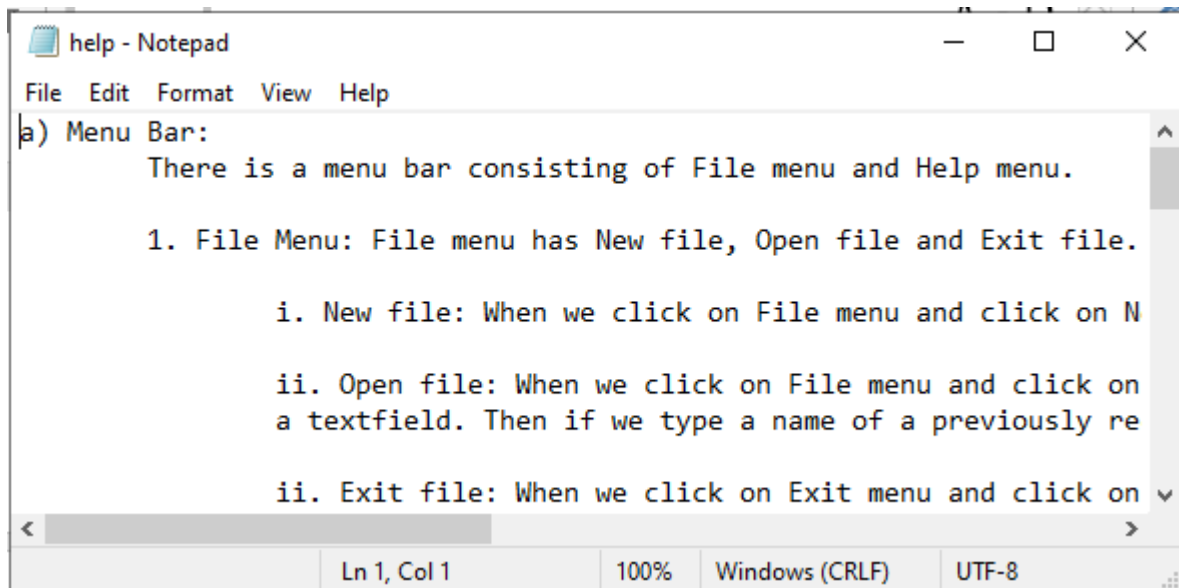 help - Notepad
File Edit Format View Help
a) Menu Bar:
There is a menu bar consisting of File menu and Help menu.
1. File Menu: File menu has New file, Open file and Exit file.
i. New file: When we click on File menu and click on N
ii. Open file: When we click on File menu and click on
a textfield. Then if we type a name of a previously re
ii. Exit file: When we click on Exit menu and click on
Ln 1, Col 1 100% Windows (CRLF) UTF-8